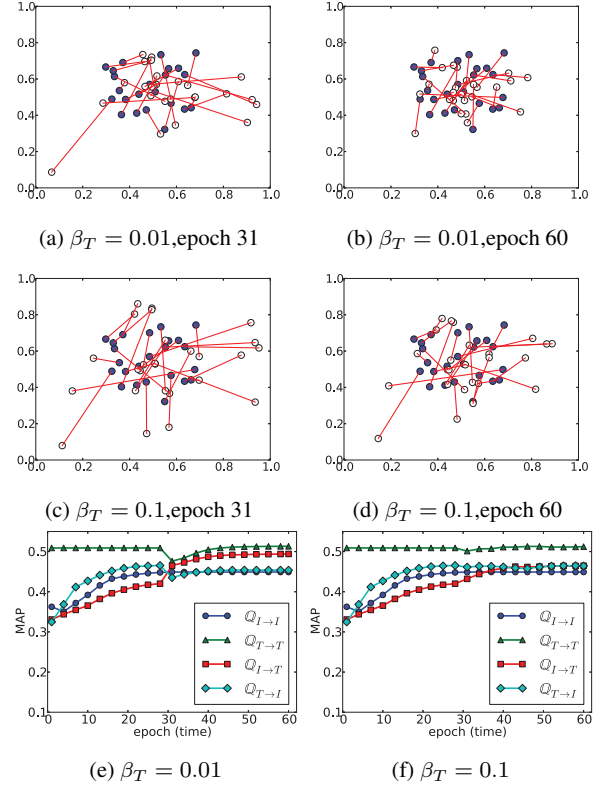 1.0
0.8
0.6
0.4
0.2
0.0
0.0 0.2 0.4 0.6 0.8 1.0
(a) β_T = 0.01,epoch 31
1.0
0.8
0.6
0.4
0.2
0.0
0.0 0.2 0.4 0.6 0.8 1.0
(b) β_T = 0.01,epoch 60
1.0
0.8
0.6
0.4
0.2
0.0
0.0 0.2 0.4 0.6 0.8 1.0
(c) β_T = 0.1,epoch 31
1.0
0.8
0.6
0.4
0.2
0.0
0.0 0.2 0.4 0.6 0.8 1.0
(d) β_T = 0.1,epoch 60
0.5
0.4
0.3
0.2
0.1
MAP
ℚ_{I→I}
ℚ_{T→T}
ℚ_{I→T}
ℚ_{T→I}
0 10 20 30 40 50 60
epoch (time)
(e) β_T = 0.01
0.5
0.4
0.3
0.2
0.1
MAP
ℚ_{I→I}
ℚ_{T→T}
ℚ_{I→T}
ℚ_{T→I}
0 10 20 30 40 50 60
epoch (time)
(f) β_T = 0.1